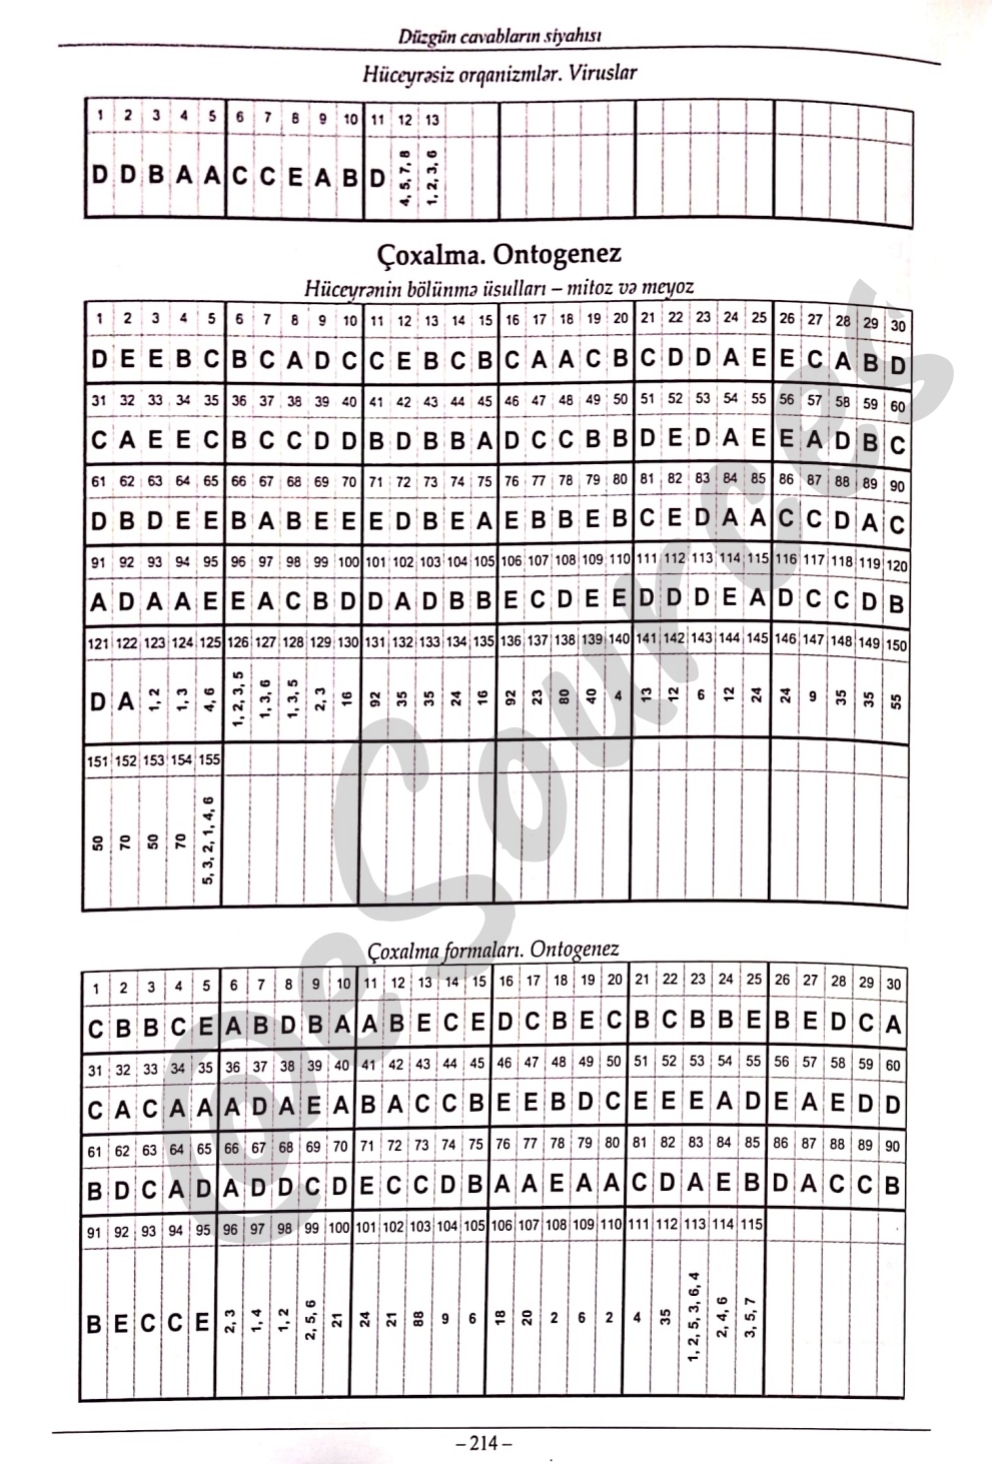 Düzgün cavabların siyahısı
Hüceyrəsiz orqanizmlər. Viruslar
1 2 3 4 5 6 7 8 9 10 11 12 13
D D B A A C C E A B D 4, 5, 7, 8 1, 2, 3, 6
Çoxalma. Ontogenez
Hüceyrənin bölünmə üsulları – mitoz və meyoz
1 2 3 4 5 6 7 8 9 10 11 12 13 14 15 16 17 18 19 20 21 22 23 24 25 26 27 28 29 30
D E E B C B C A D C C E B C B C A A C B C D D A E E C A B D
31 32 33 34 35 36 37 38 39 40 41 42 43 44 45 46 47 48 49 50 51 52 53 54 55 56 57 58 59 60
C A E E C B C C D D B D B B A D C C B B D E D A E E A D B C
61 62 63 64 65 66 67 68 69 70 71 72 73 74 75 76 77 78 79 80 81 82 83 84 85 86 87 88 89 90
D B D E E B A B E E E D B E A E B B E B C E D A A C C D A C
91 92 93 94 95 96 97 98 99 100 101 102 103 104 105 106 107 108 109 110 111 112 113 114 115 116 117 118 119 120
A D A A E E A C B D D A D B B E C D E E D D D E A D C C D B
121 122 123 124 125 126 127 128 129 130 131 132 133 134 135 136 137 138 139 140 141 142 143 144 145 146 147 148 149 150
D A 1, 2 1, 3 4, 6 1, 2, 3, 5 1, 3, 6 1, 3, 5 2, 3 16 92 35 35 24 16 92 23 80 40 4 13 12 6 12 24 24 9 35 35 55
151 152 153 154 155
50 70 50 70 5, 3, 2, 1, 4, 6
Çoxalma formaları. Ontogenez
1 2 3 4 5 6 7 8 9 10 11 12 13 14 15 16 17 18 19 20 21 22 23 24 25 26 27 28 29 30
C B B C E A B D B A A B E C E D C B E C B C B B E B E D C A
31 32 33 34 35 36 37 38 39 40 41 42 43 44 45 46 47 48 49 50 51 52 53 54 55 56 57 58 59 60
C A C A A A D A E A B A C C B E E B D C E E E A D E A E D D
61 62 63 64 65 66 67 68 69 70 71 72 73 74 75 76 77 78 79 80 81 82 83 84 85 86 87 88 89 90
B D C A D A D D C D E C C D B A A E A A C D A E B D A C C B
91 92 93 94 95 96 97 98 99 100 101 102 103 104 105 106 107 108 109 110 111 112 113 114 115
B E C C E 2, 3 1, 4 1, 2 2, 5, 6 21 24 21 88 9 6 18 20 2 6 2 4 35 1, 2, 5, 3, 6, 4 2, 4, 6 3, 5, 7
– 214 –
@eSources